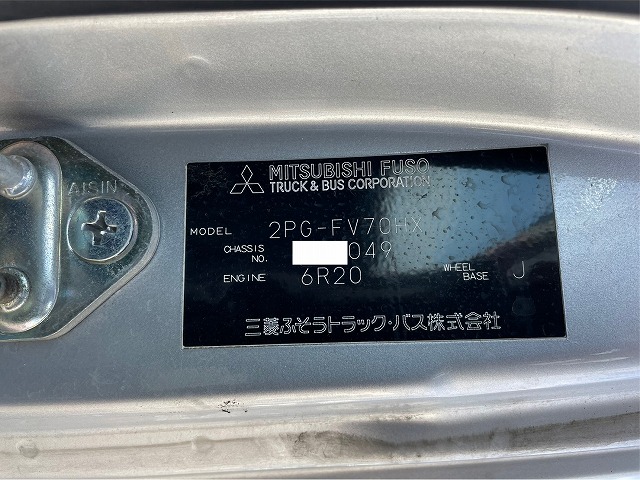 AISIN
MITSUBISHI FUSO
TRUCK & BUS CORPORATION
MODEL 2PG-FV70HX
CHASSIS NO. 049
ENGINE 6R20 WHEEL BASE J
三菱ふそうトラック・バス株式会社